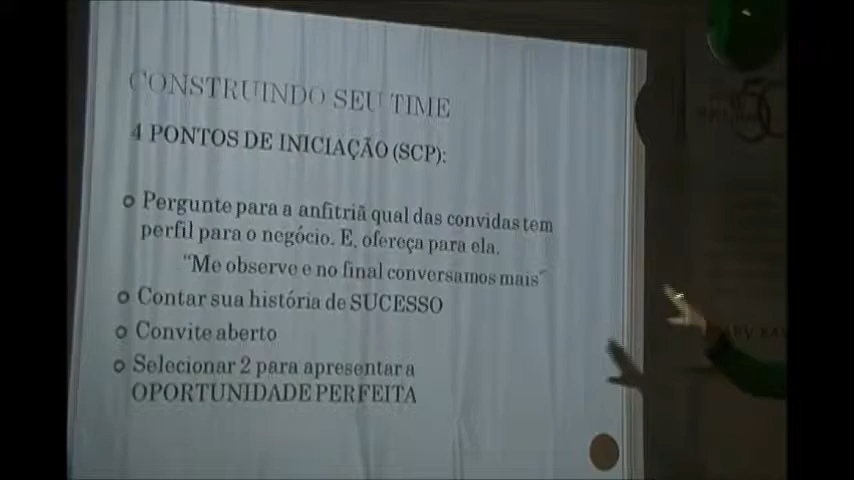 CONSTRUINDO SEU TIME
4 PONTOS DE INICIAÇÃO (SCP):
Pergunte para a anfitriã qual das convidas tem
perfil para o negócio. E, ofereça para ela.
"Me observe e no final conversamos mais"
Contar sua história de SUCESSO
Convite aberto
Selecionar 2 para apresentar a
OPORTUNIDADE PERFEITA
MARY KAY